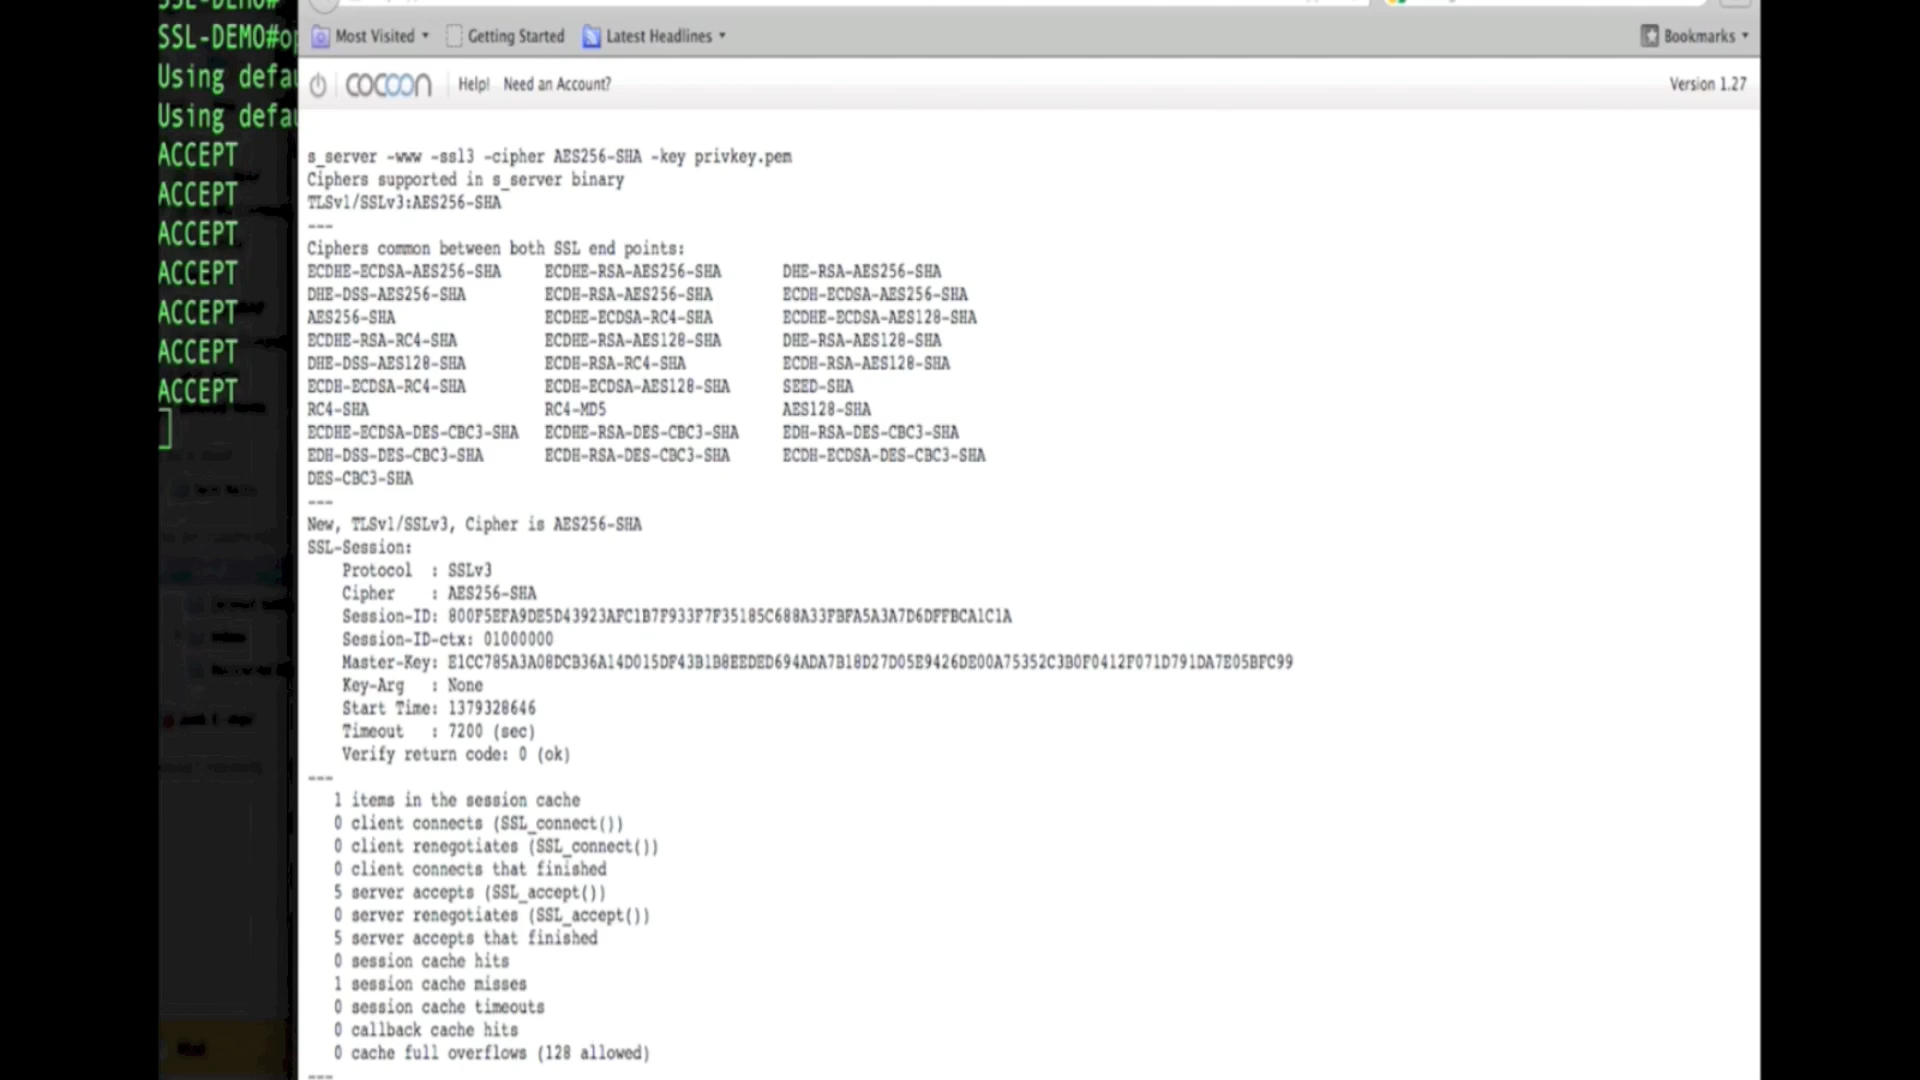 SSL-DEMO#
SSL-DEMO#op
Using defau
Using defau
ACCEPT
ACCEPT
ACCEPT
ACCEPT
ACCEPT
ACCEPT
ACCEPT
Most Visited Getting Started Latest Headlines Bookmarks
COCOON Help! Need an Account? Version 1.27
s_server -www -ssl3 -cipher AES256-SHA -key privkey.pem
Ciphers supported in s_server binary
TLSv1/SSLv3:AES256-SHA
---
Ciphers common between both SSL end points:
ECDHE-ECDSA-AES256-SHA ECDHE-RSA-AES256-SHA DHE-RSA-AES256-SHA
DHE-DSS-AES256-SHA ECDH-RSA-AES256-SHA ECDH-ECDSA-AES256-SHA
AES256-SHA ECDHE-ECDSA-RC4-SHA ECDHE-ECDSA-AES128-SHA
ECDHE-RSA-RC4-SHA ECDHE-RSA-AES128-SHA DHE-RSA-AES128-SHA
DHE-DSS-AES128-SHA ECDH-RSA-RC4-SHA ECDH-RSA-AES128-SHA
ECDH-ECDSA-RC4-SHA ECDH-ECDSA-AES128-SHA SEED-SHA
RC4-SHA RC4-MD5 AES128-SHA
ECDHE-ECDSA-DES-CBC3-SHA ECDHE-RSA-DES-CBC3-SHA EDH-RSA-DES-CBC3-SHA
EDH-DSS-DES-CBC3-SHA ECDH-RSA-DES-CBC3-SHA ECDH-ECDSA-DES-CBC3-SHA
DES-CBC3-SHA
---
New, TLSv1/SSLv3, Cipher is AES256-SHA
SSL-Session:
Protocol : SSLv3
Cipher : AES256-SHA
Session-ID: 800F5EFA9DE5D43923AFC1B7F933F7F35185C688A33FBFA5A3A7D6DFFBCA1C1A
Session-ID-ctx: 01000000
Master-Key: E1CC785A3A08DCB36A14D015DF43B1B8EEDED694ADA7B18D27D05E9426DE00A75352C3B0F0412F071D791DA7E05BFC99
Key-Arg : None
Start Time: 1379328646
Timeout : 7200 (sec)
Verify return code: 0 (ok)
---
1 items in the session cache
0 client connects (SSL_connect())
0 client renegotiates (SSL_connect())
0 client connects that finished
5 server accepts (SSL_accept())
0 server renegotiates (SSL_accept())
5 server accepts that finished
0 session cache hits
1 session cache misses
0 session cache timeouts
0 callback cache hits
0 cache full overflows (128 allowed)
---